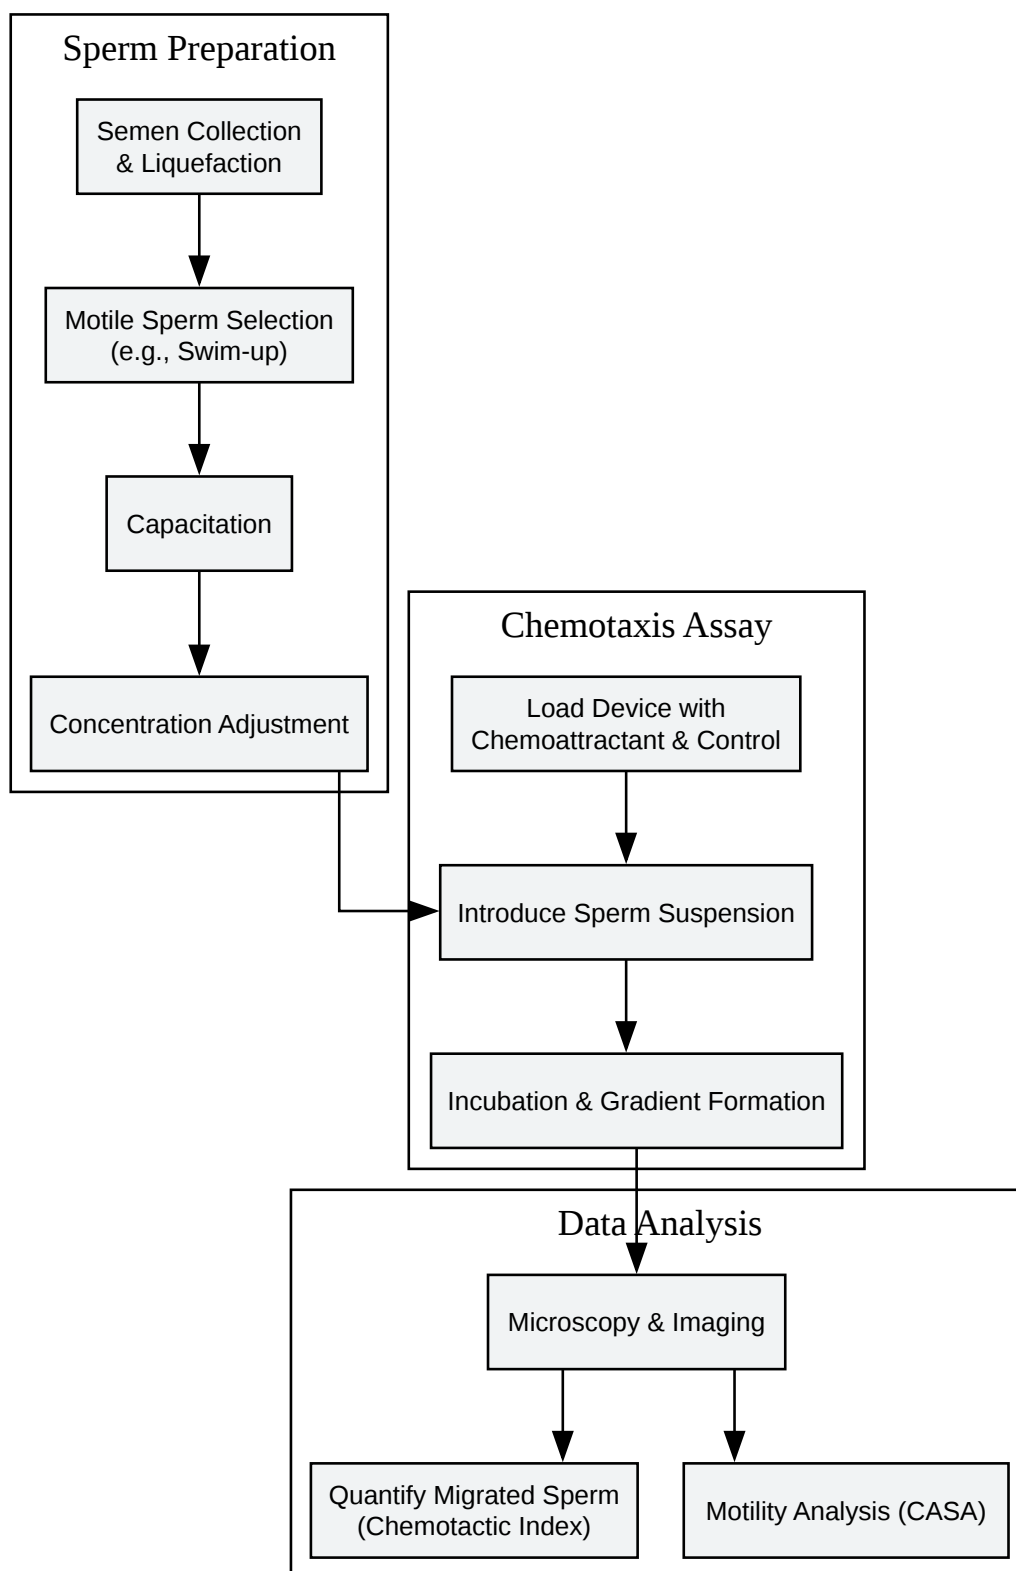 Sperm Preparation
Semen Collection
& Liquefaction
Motile Sperm Selection
(e.g., Swim-up)
Capacitation
Concentration Adjustment
Chemotaxis Assay
Load Device with
Chemoattractant & Control
Introduce Sperm Suspension
Incubation & Gradient Formation
Data Analysis
Microscopy & Imaging
Quantify Migrated Sperm
(Chemotactic Index)
Motility Analysis (CASA)